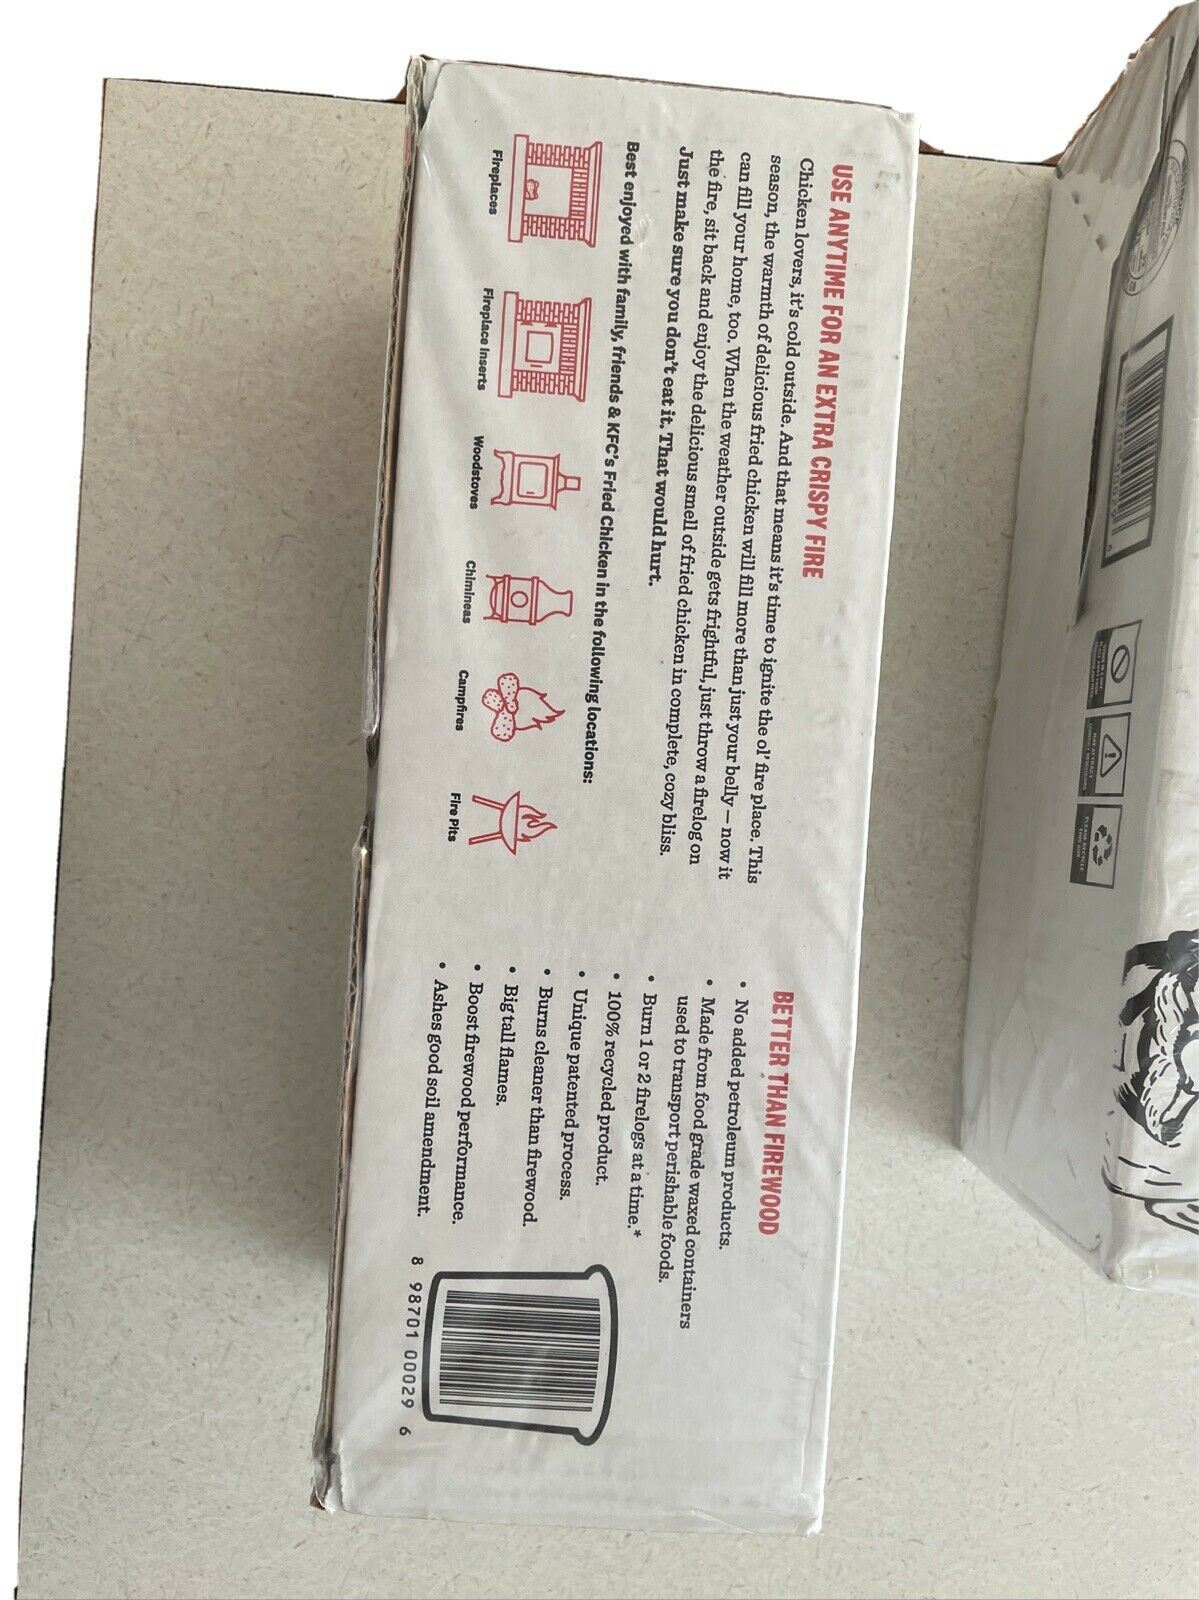 USE ANYTIME FOR AN EXTRA CRISPY FIRE
Chicken lovers, it's cold outside. And that means it's time to ignite the ol' fire place. This
season, the warmth of delicious fried chicken will fill more than just your belly — now it
can fill your home, too. When the weather outside gets frightful, just throw a firelog on
the fire, sit back and enjoy the delicious smell of fried chicken in complete, cozy bliss.
Just make sure you don't eat it. That would hurt.
Best enjoyed with family, friends & KFC's Fried Chicken in the following locations:
Fireplaces
Fireplace Inserts
Woodstoves
Chimineas
Campfires
Fire Pits
BETTER THAN FIREWOOD
• No added petroleum products.
• Made from food grade waxed containers
used to transport perishable foods.
• Burn 1 or 2 firelogs at a time.*
• 100% recycled product.
• Unique patented process.
• Burns cleaner than firewood.
• Big tall flames.
• Boost firewood performance.
• Ashes good soil amendment.
8 98701 00029 6
PLEASE RECYCLE
THIS BOX